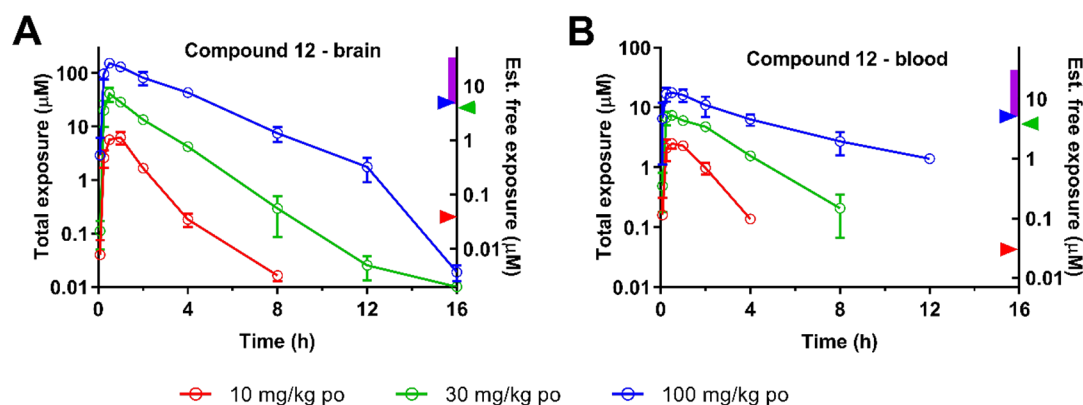 A
Compound 12 - brain
Total exposure (µM)
100
10
1
0.1
0.01
10
1
0.1
0.01
Est. free exposure (µM)
0
4
8
12
16
Time (h)
B
Compound 12 - blood
Total exposure (µM)
100
10
1
0.1
0.01
10
1
0.1
0.01
Est. free exposure (µM)
0
4
8
12
16
Time (h)
10 mg/kg po
30 mg/kg po
100 mg/kg po